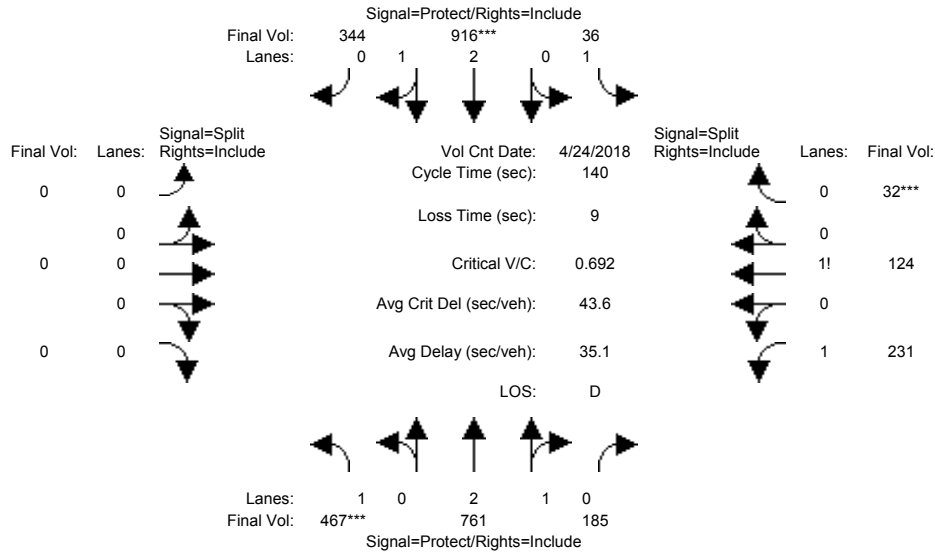 Signal=Protect/Rights=Include
Final Vol: 344 916*** 36
Lanes: 0 1 2 0 1
Signal=Split Signal=Split
Final Vol: Lanes: Rights=Include Vol Cnt Date: 4/24/2018 Rights=Include Lanes: Final Vol:
0 0 Cycle Time (sec): 140 0 32***
0 Loss Time (sec): 9 0
0 0 Critical V/C: 0.692 1! 124
0 Avg Crit Del (sec/veh): 43.6 0
0 0 Avg Delay (sec/veh): 35.1 1 231
LOS: D
Lanes: 1 0 2 1 0
Final Vol: 467*** 761 185
Signal=Protect/Rights=Include